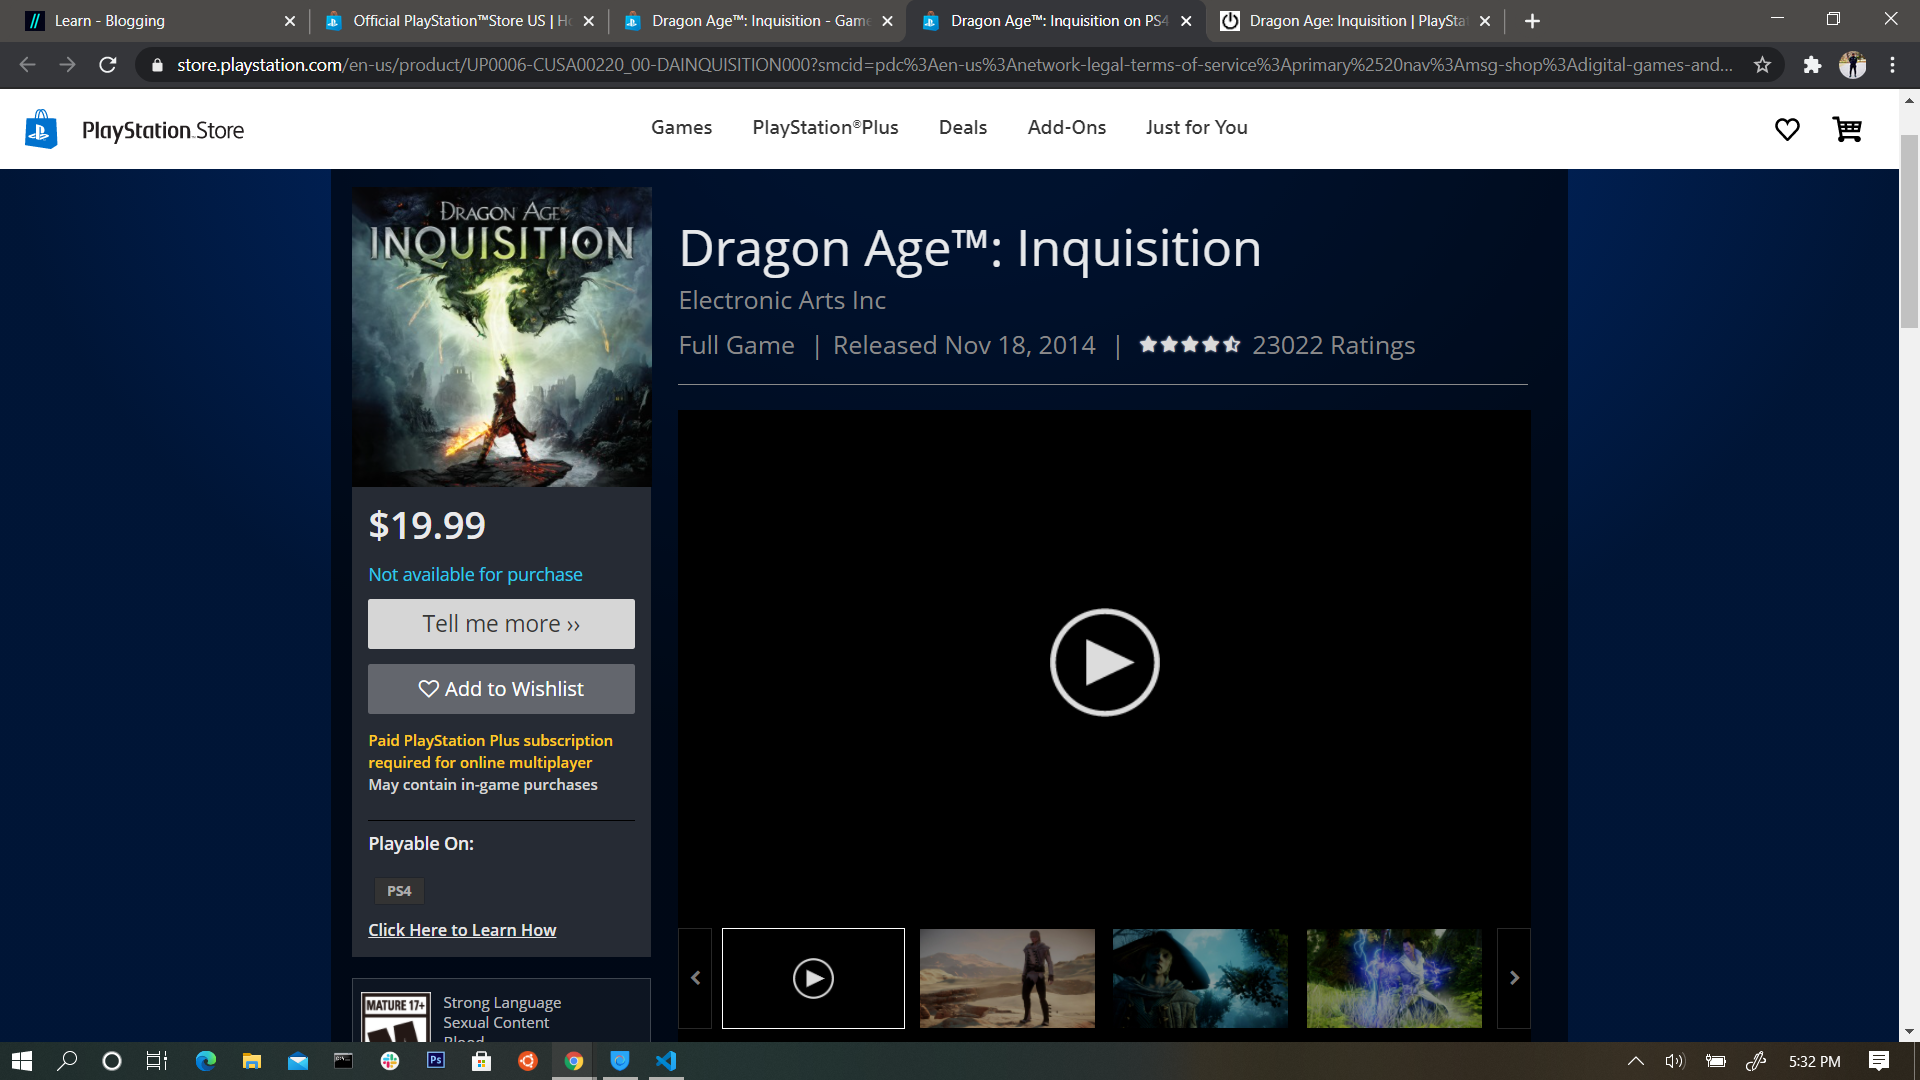 Learn - Blogging
Official PlayStation™Store US | Ho
Dragon Age™: Inquisition - Game
Dragon Age™: Inquisition on PS4
Dragon Age: Inquisition | PlayStat
store.playstation.com/en-us/product/UP0006-CUSA00220_00-DAINQUISITION000?smcid=pdc%3Aen-us%3Anetwork-legal-terms-of-service%3Aprimary%2520nav%3Amsg-shop%3Adigital-games-and...
PlayStation Store
Games
PlayStation®Plus
Deals
Add-Ons
Just for You
DRAGON AGE
INQUISITION
Dragon Age™: Inquisition
Electronic Arts Inc
Full Game | Released Nov 18, 2014 | 23022 Ratings
$19.99
Not available for purchase
Tell me more ››
Add to Wishlist
Paid PlayStation Plus subscription
required for online multiplayer
May contain in-game purchases
Playable On:
PS4
Click Here to Learn How
MATURE 17+
Strong Language
Sexual Content
Blood
Ps
5:32 PM